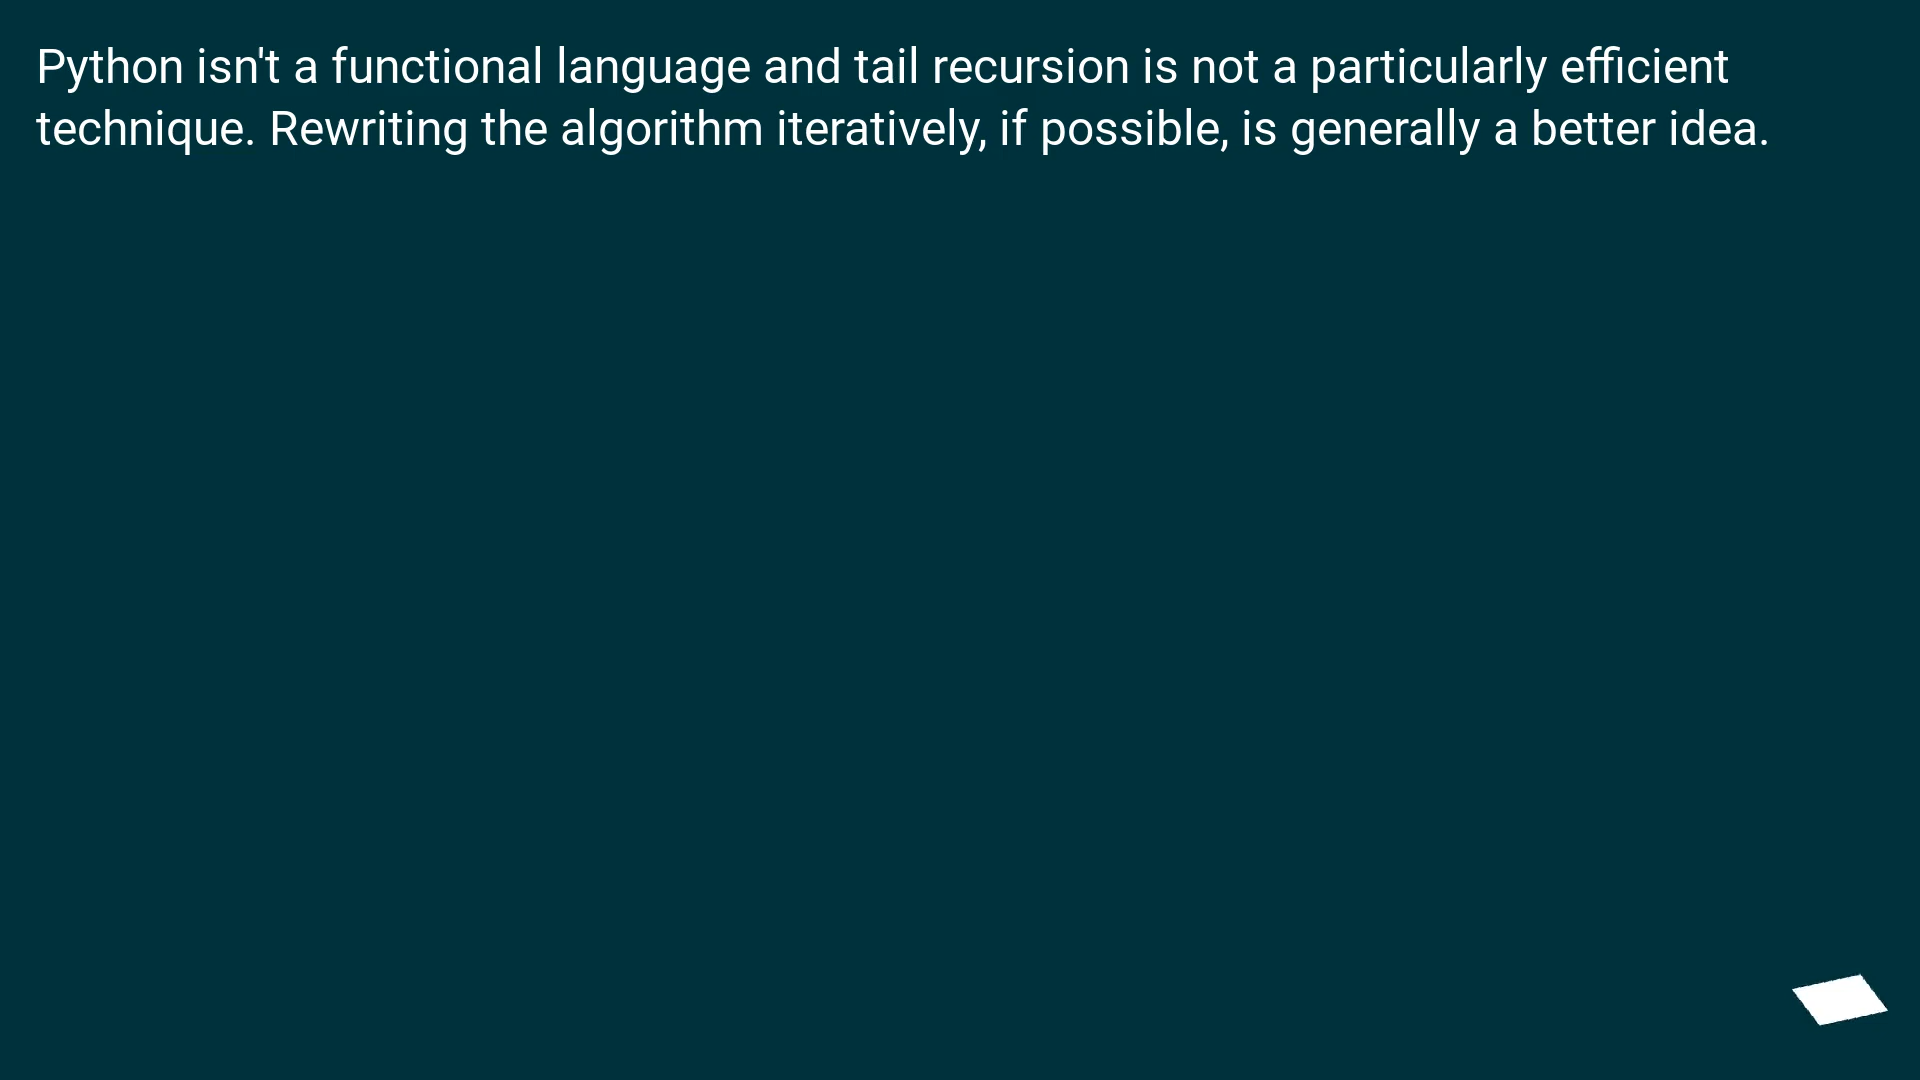 Python isn't a functional language and tail recursion is not a particularly efficient
technique. Rewriting the algorithm iteratively, if possible, is generally a better idea.